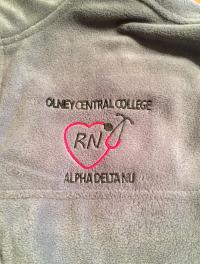 OLNEY CENTRAL COLLEGE
RN
ALPHA DELTA NU